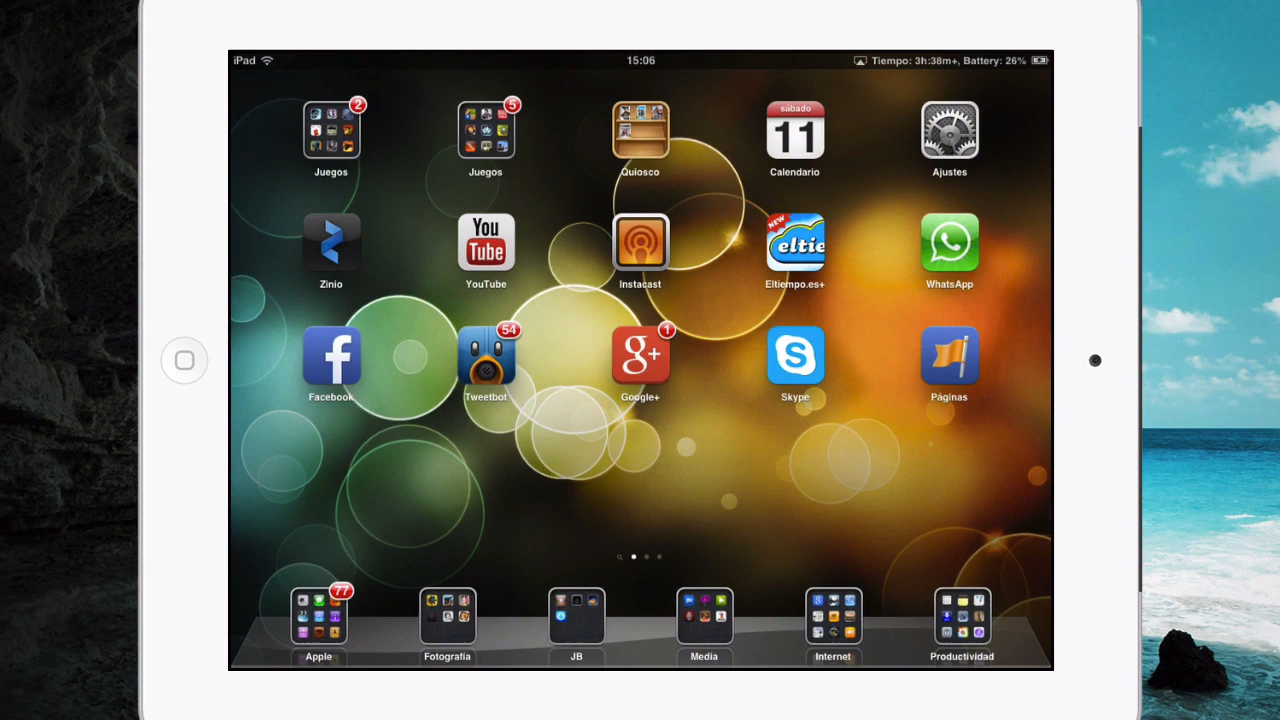 iPad
15:06
Tiempo: 3h:38m+, Battery: 26%
2
5
sábado
11
Juegos
Juegos
Quiosco
Calendario
Ajustes
You
Tube
NEW
eltie
Zinio
YouTube
Instacast
Eltiempo.es+
WhatsApp
54
1
f
g+
S
Facebook
Tweetbot
Google+
Skype
Páginas
77
Apple
Fotografía
JB
Media
Internet
Productividad